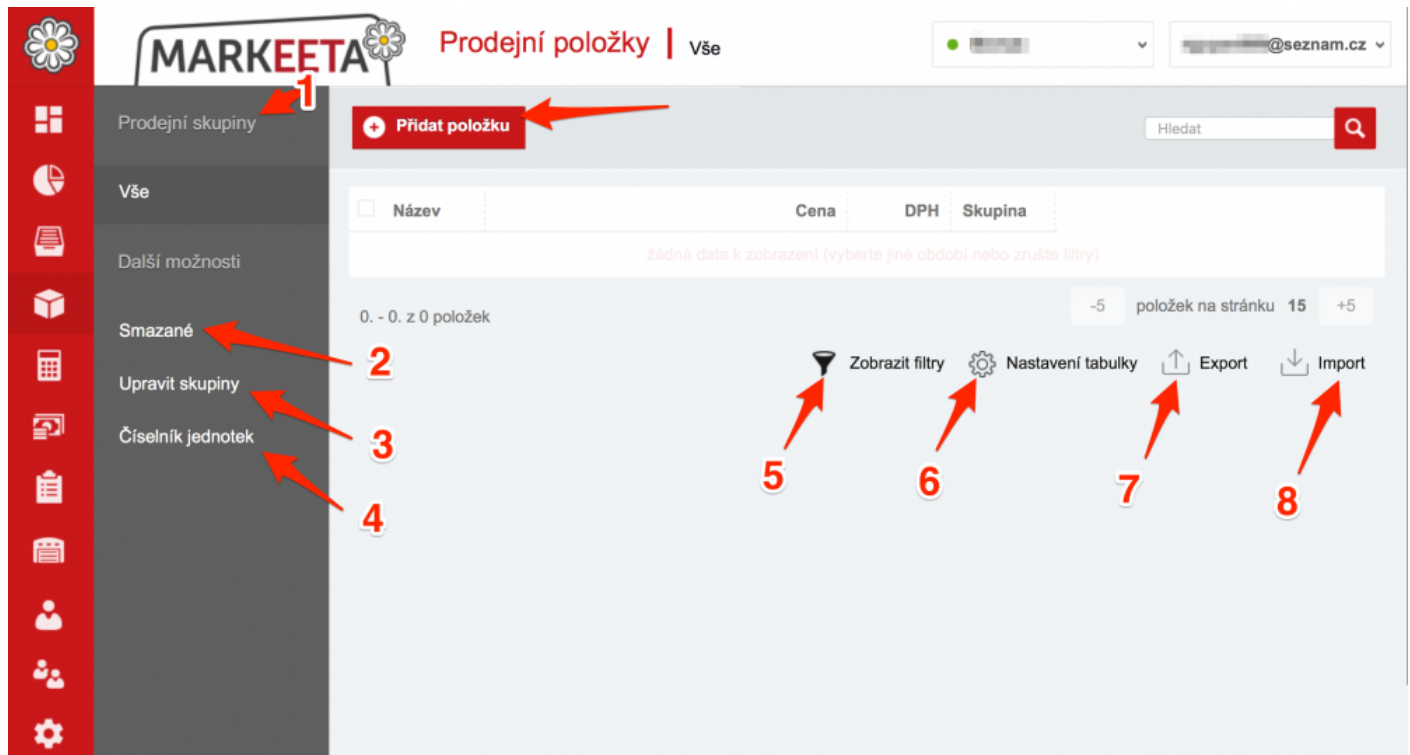 MARKEETA
Prodejní položky | Vše
@seznam.cz
1
Prodejní skupiny
Přidat položku
Hledat
Vše
Název Cena DPH Skupina
Další možnosti
žádná data k zobrazení (vyberte jiné období nebo zrušte filtry)
0. - 0. z 0 položek
-5 položek na stránku 15 +5
Smazané
2
Zobrazit filtry Nastavení tabulky Export Import
Upravit skupiny
3
Číselník jednotek
4
5
6
7
8